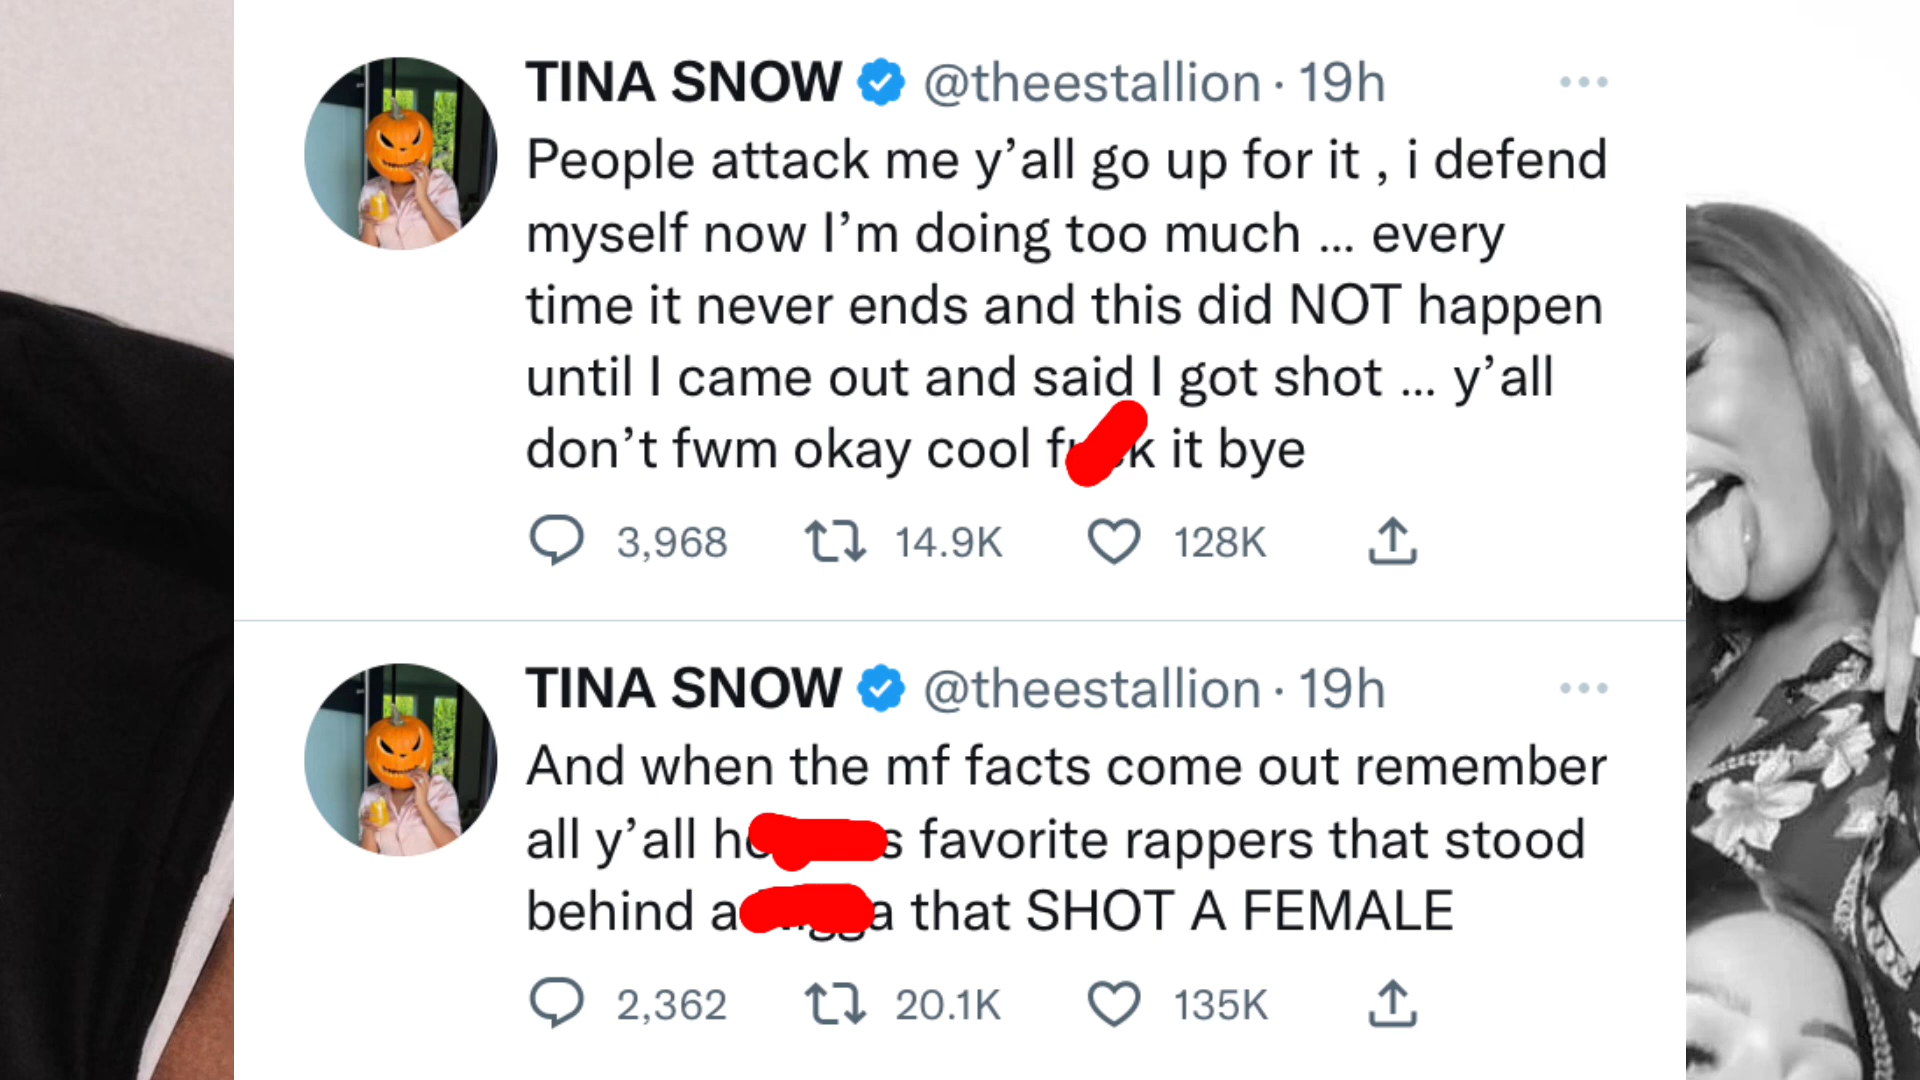 TINA SNOW @theestallion · 19h
People attack me y’all go up for it , i defend
myself now I’m doing too much ... every
time it never ends and this did NOT happen
until I came out and said I got shot ... y’all
don’t fwm okay cool it bye
3,968 14.9K 128K
TINA SNOW @theestallion · 19h
And when the mf facts come out remember
all y’all favorite rappers that stood
behind a that SHOT A FEMALE
2,362 20.1K 135K